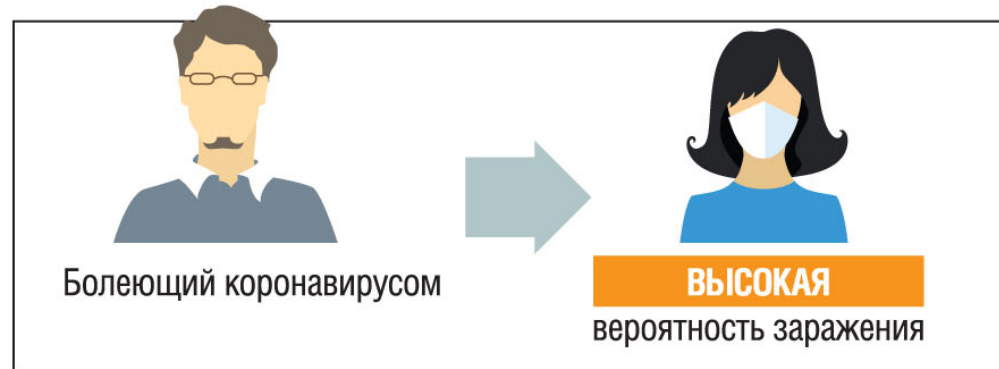 Болеющий коронавирусом
ВЫСОКАЯ
вероятность заражения